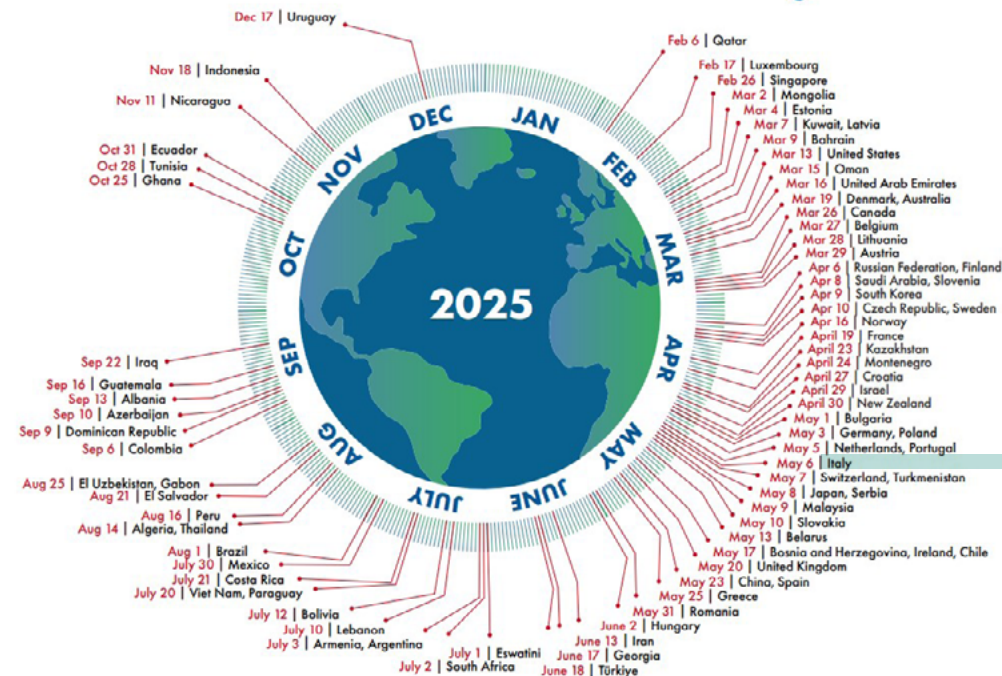 Dec 17 | Uruguay
Nov 18 | Indonesia
Nov 11 | Nicaragua
Oct 31 | Ecuador
Oct 28 | Tunisia
Oct 25 | Ghana
Sep 22 | Iraq
Sep 16 | Guatemala
Sep 13 | Albania
Sep 10 | Azerbaijan
Sep 9 | Dominican Republic
Sep 6 | Colombia
Aug 25 | El Uzbekistan, Gabon
Aug 21 | El Salvador
Aug 16 | Peru
Aug 14 | Algeria, Thailand
Aug 1 | Brazil
July 30 | Mexico
July 21 | Costa Rica
July 20 | Viet Nam, Paraguay
July 12 | Bolivia
July 10 | Lebanon
July 3 | Armenia, Argentina
July 2 | South Africa
July 1 | Eswatini
JAN
FEB
MAR
APR
MAY
JUNE
JULY
AUG
SEP
OCT
NOV
DEC
2025
Feb 6 | Qatar
Feb 17 | Luxembourg
Feb 26 | Singapore
Mar 2 | Mongolia
Mar 4 | Estonia
Mar 7 | Kuwait, Latvia
Mar 9 | Bahrain
Mar 13 | United States
Mar 15 | Oman
Mar 16 | United Arab Emirates
Mar 19 | Denmark, Australia
Mar 26 | Canada
Mar 27 | Belgium
Mar 28 | Lithuania
Mar 29 | Austria
Apr 6 | Russian Federation, Finland
Apr 8 | Saudi Arabia, Slovenia
Apr 9 | South Korea
Apr 10 | Czech Republic, Sweden
Apr 16 | Norway
April 19 | France
April 23 | Kazakhstan
April 24 | Montenegro
April 27 | Croatia
April 29 | Israel
April 30 | New Zealand
May 1 | Bulgaria
May 3 | Germany, Poland
May 5 | Netherlands, Portugal
May 6 | Italy
May 7 | Switzerland, Turkmenistan
May 8 | Japan, Serbia
May 9 | Malaysia
May 10 | Slovakia
May 13 | Belarus
May 17 | Bosnia and Herzegovina, Ireland, Chile
May 20 | United Kingdom
May 23 | China, Spain
May 25 | Greece
May 31 | Romania
June 2 | Hungary
June 13 | Iran
June 17 | Georgia
June 18 | Türkiye